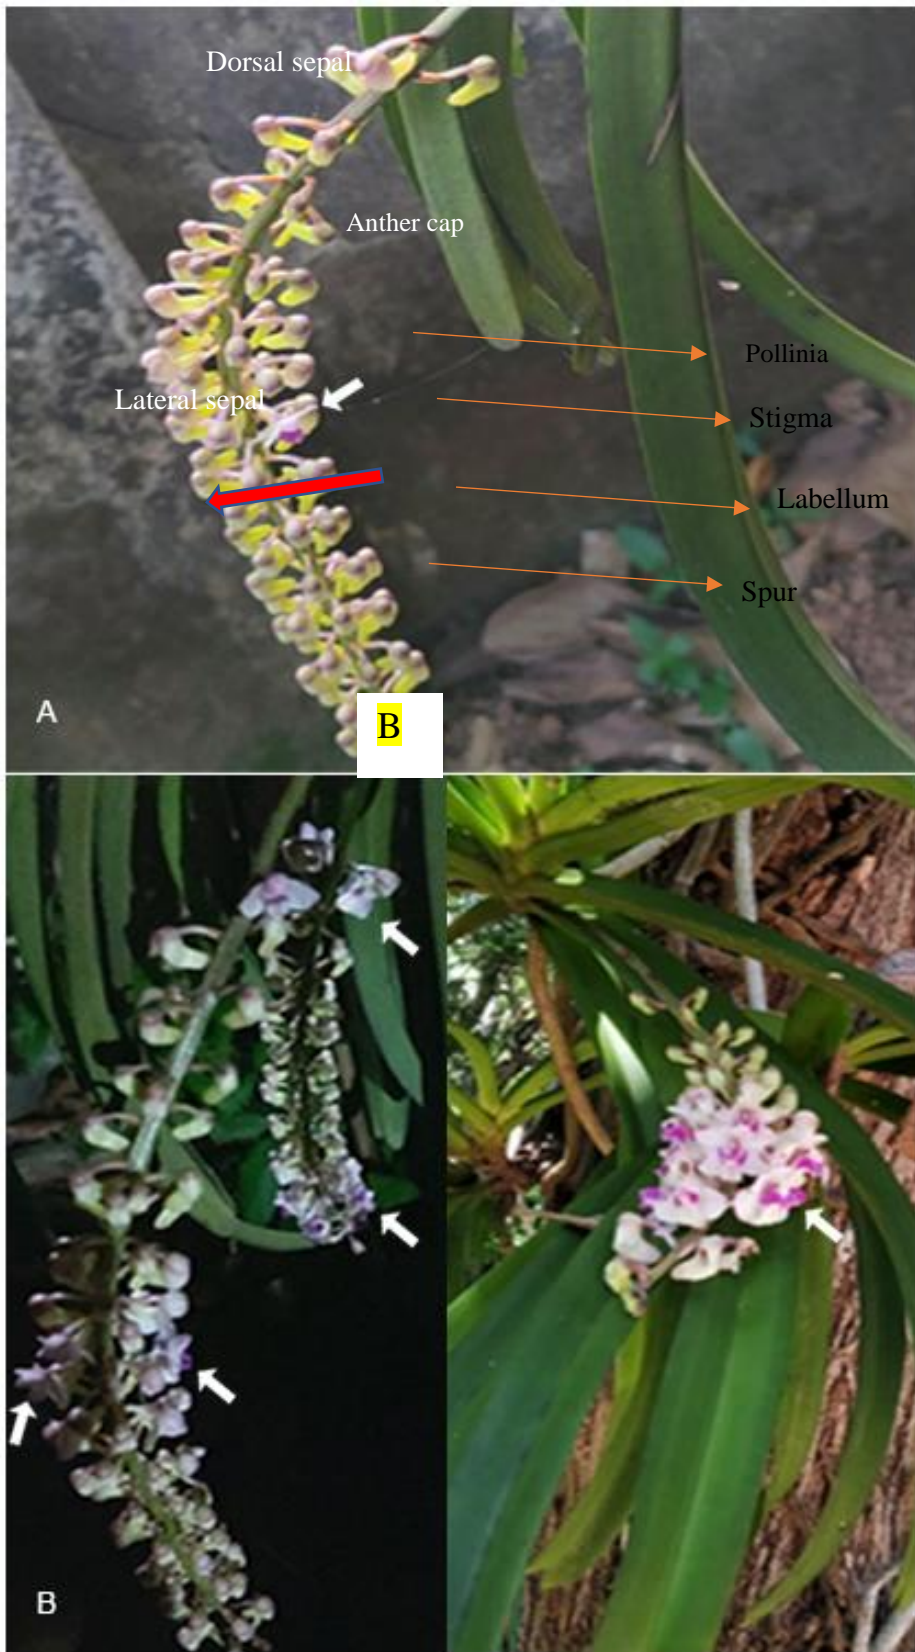 Dorsal sepal
Anther cap
Pollinia
Lateral sepal
Stigma
Labellum
Spur
A
B
B